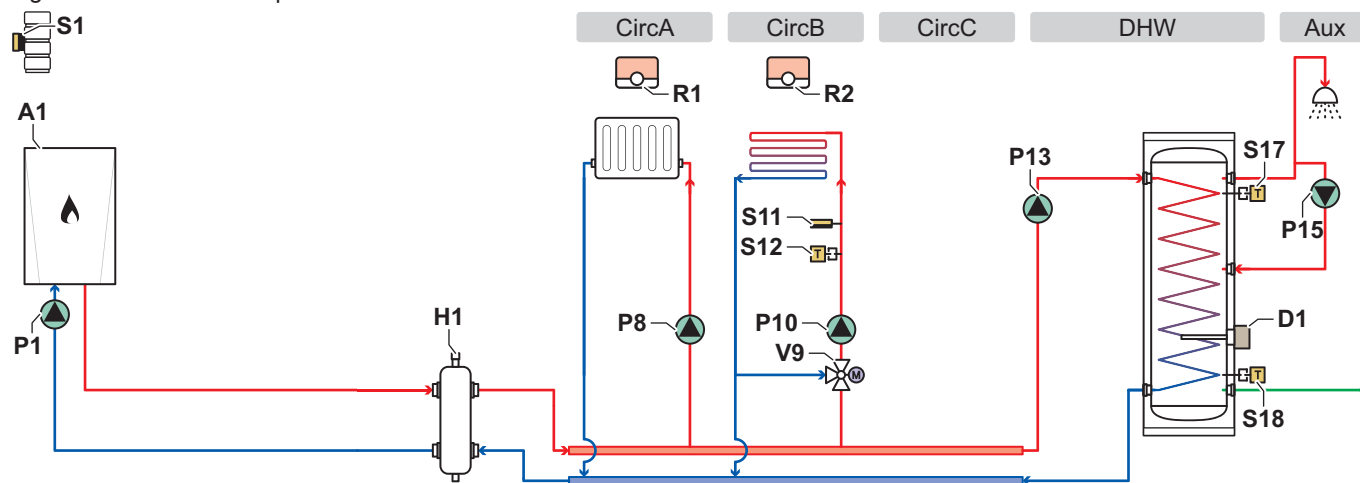 S1
CircA CircB CircC DHW Aux
R1 R2
A1
P13 S17
P15
S11
S12
P1 H1 P8 P10 D1
V9
M
S18
T
T
T